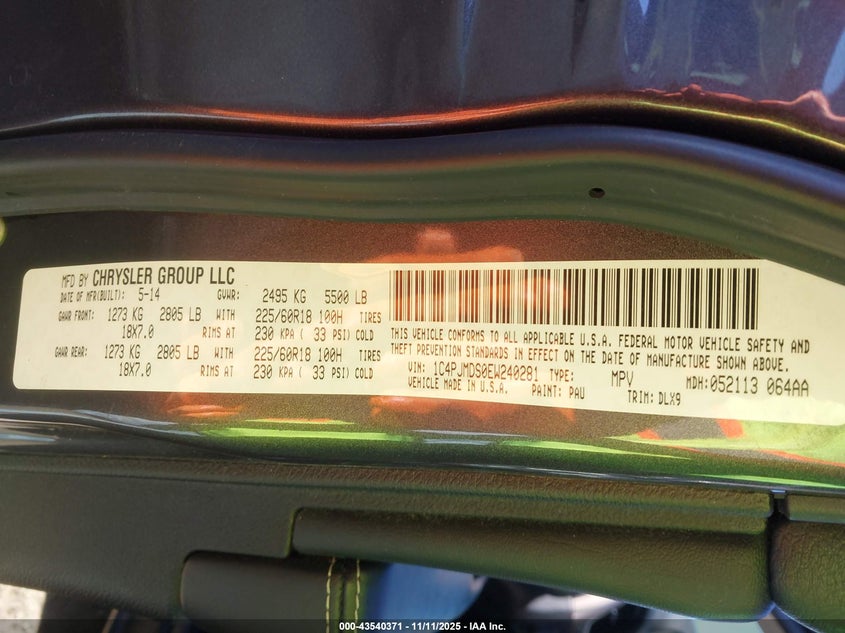 MFD BY CHRYSLER GROUP LLC
DATE OF MFR(BUILT): 5-14 GVWR: 2495 KG 5500 LB
GAWR FRONT: 1273 KG 2805 LB WITH 225/60R18 100H TIRES
18X7.0 RIMS AT 230 KPA ( 33 PSI) COLD
GAWR REAR: 1273 KG 2805 LB WITH 225/60R18 100H TIRES
18X7.0 RIMS AT 230 KPA ( 33 PSI) COLD
THIS VEHICLE CONFORMS TO ALL APPLICABLE U.S.A. FEDERAL MOTOR VEHICLE SAFETY AND
THEFT PREVENTION STANDARDS IN EFFECT ON THE DATE OF MANUFACTURE SHOWN ABOVE.
VIN: 1C4PJMDS0EW240281 TYPE: MPV MDH: 052113 064AA
VEHICLE MADE IN U.S.A. PAINT: PAU TRIM: DLX9
000-43540371 - 11/11/2025 - IAA Inc.